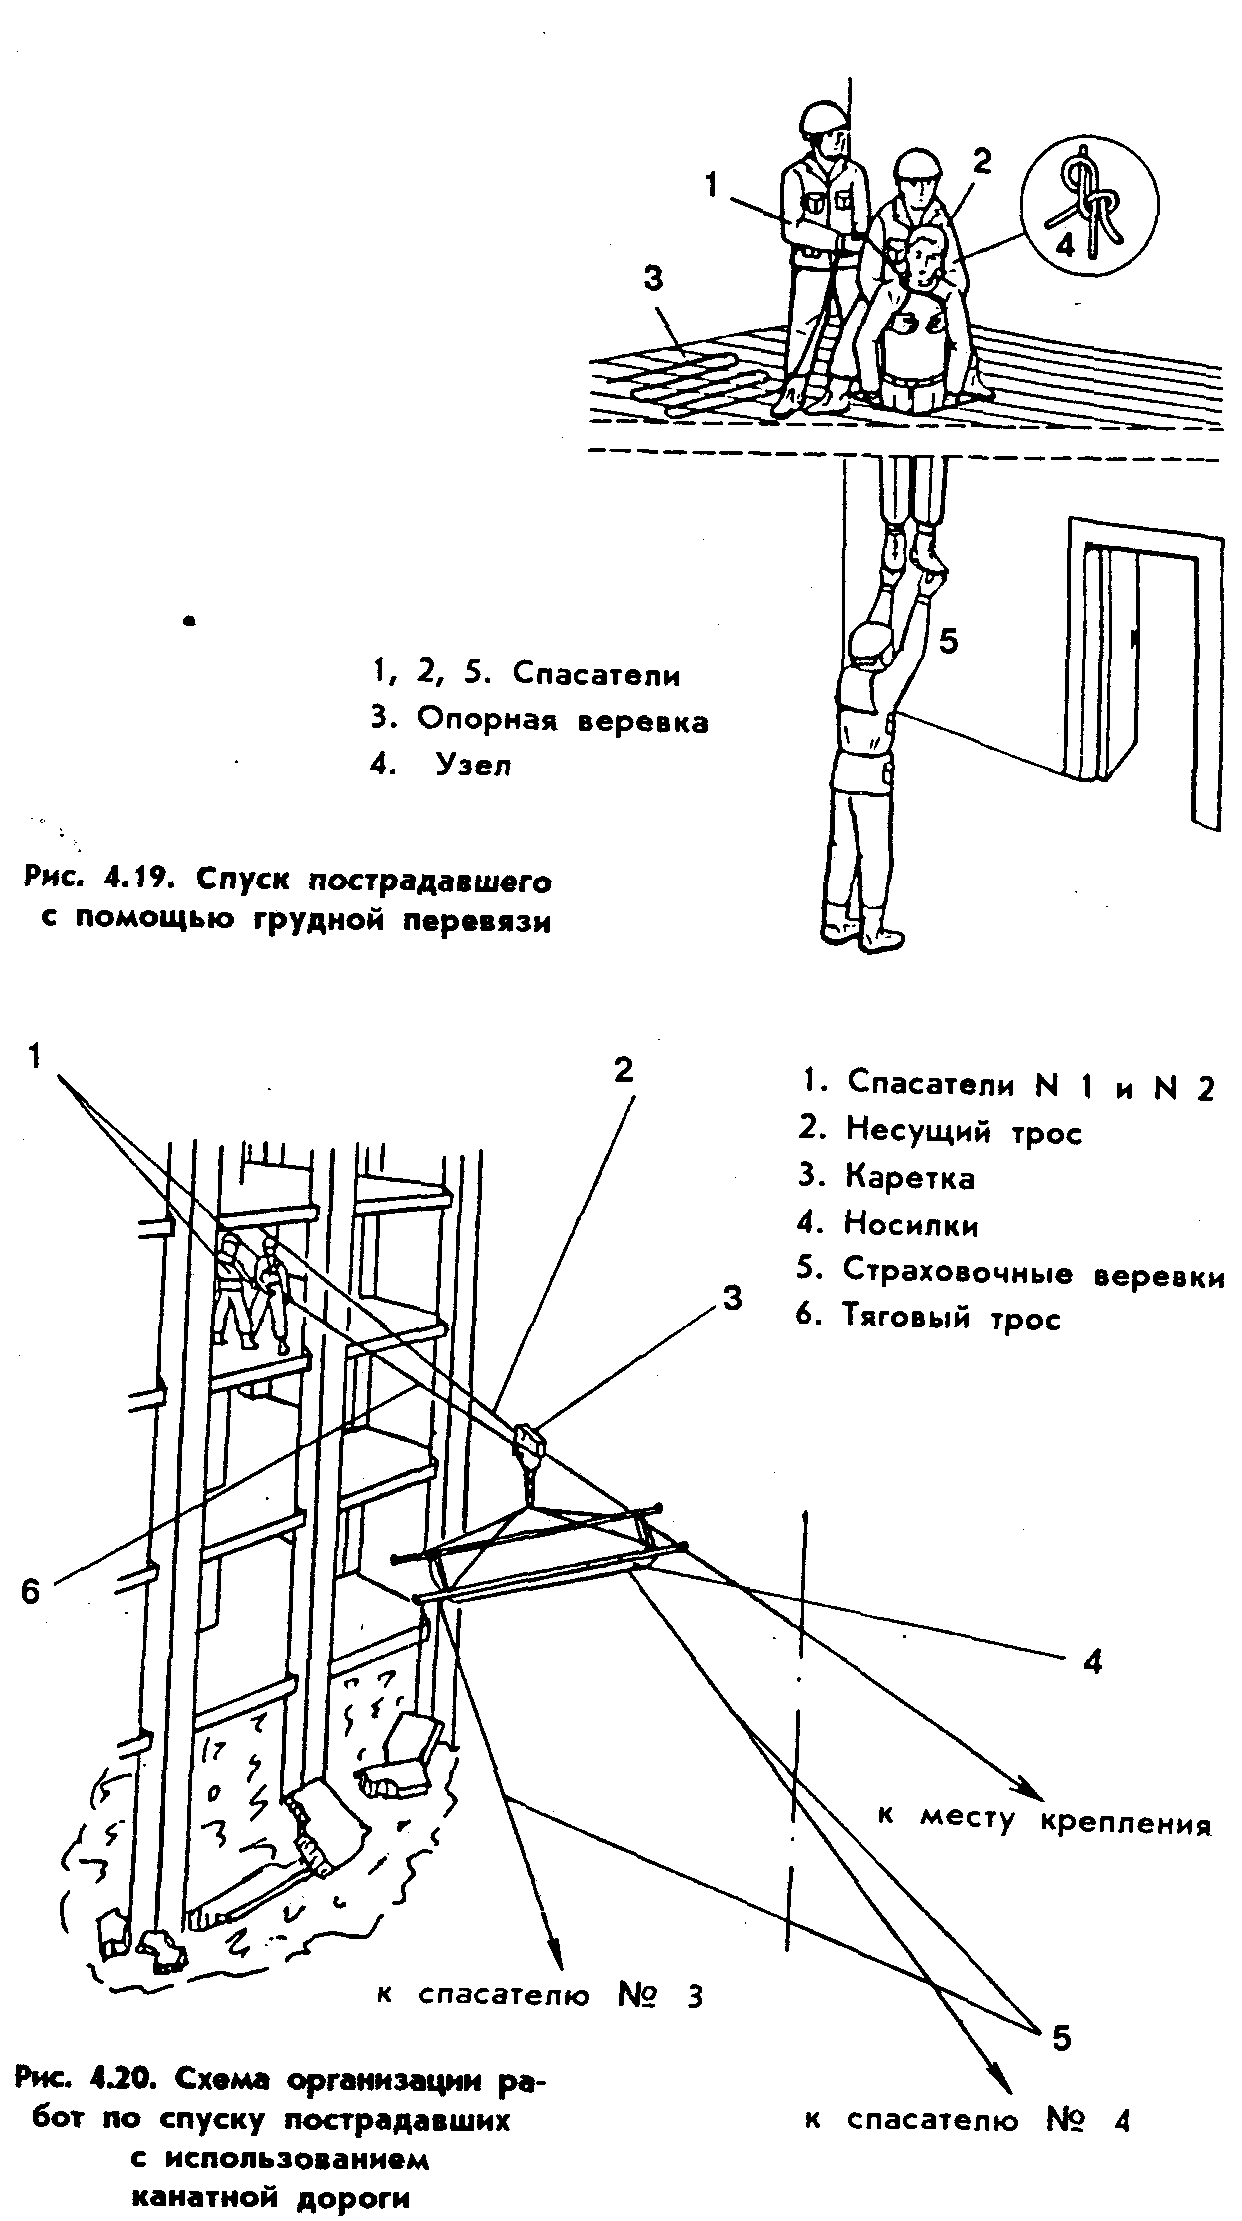 1
2
3
4
5
1, 2, 5. Спасатели
3. Опорная веревка
4. Узел
Рис. 4.19. Спуск пострадавшего
с помощью грудной перевязи
1
2
1. Спасатели N 1 и N 2
2. Несущий трос
3. Каретка
4. Носилки
5. Страховочные веревки
6. Тяговый трос
3
6
4
к месту крепления
к спасателю № 3
5
Рис. 4.20. Схема организации ра-
бот по спуску пострадавших
с использованием
канатной дороги
к спасателю № 4